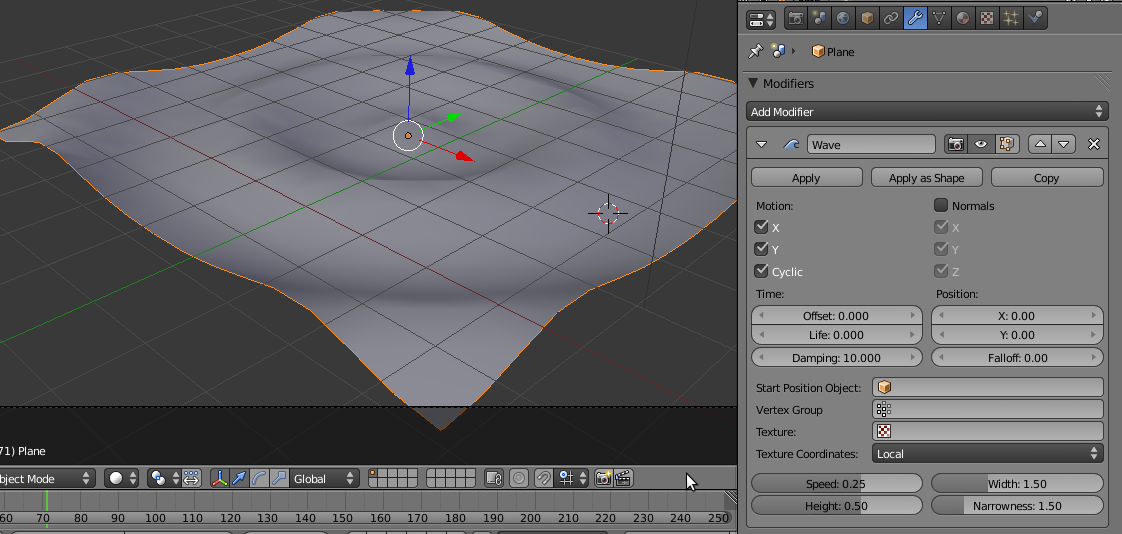 Plane
Modifiers
Add Modifier
Wave
Apply Apply as Shape Copy
Motion: Normals
X X
Y Y
Cyclic Z
Time: Position:
Offset: 0.000 X: 0.00
Life: 0.000 Y: 0.00
Damping: 10.000 Falloff: 0.00
Start Position Object:
Vertex Group
Texture:
Texture Coordinates: Local
Speed: 0.25 Width: 1.50
Height: 0.50 Narrowness: 1.50
71) Plane
bject Mode Global
60 70 80 90 100 110 120 130 140 150 160 170 180 190 200 210 220 230 240 250